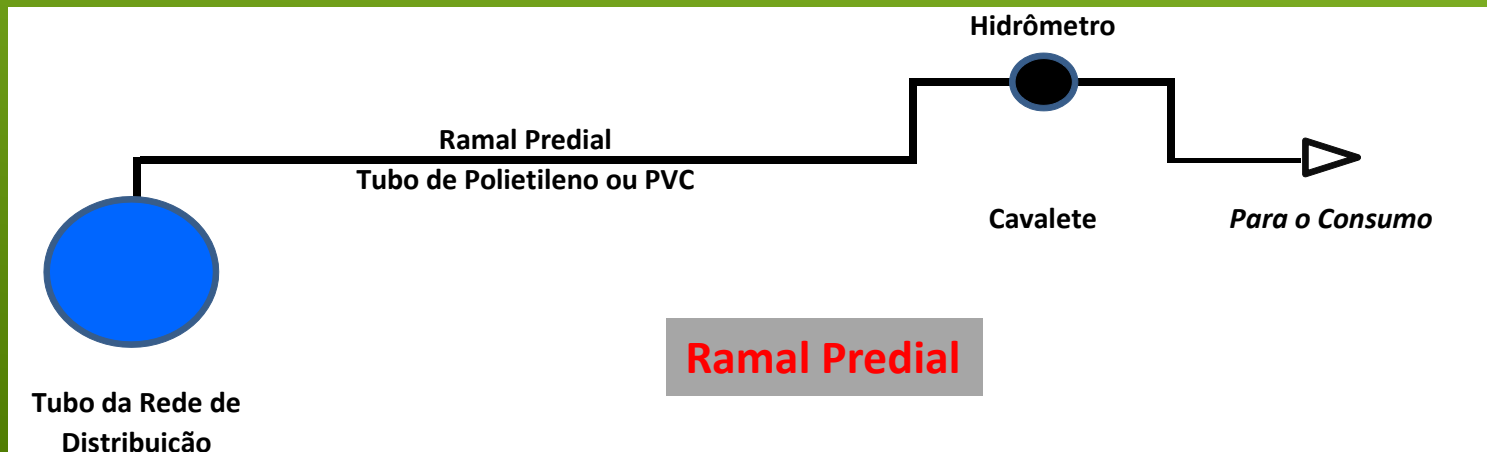 Hidrômetro
Ramal Predial
Tubo de Polietileno ou PVC
Cavalete
Para o Consumo
Ramal Predial
Tubo da Rede de
Distribuição